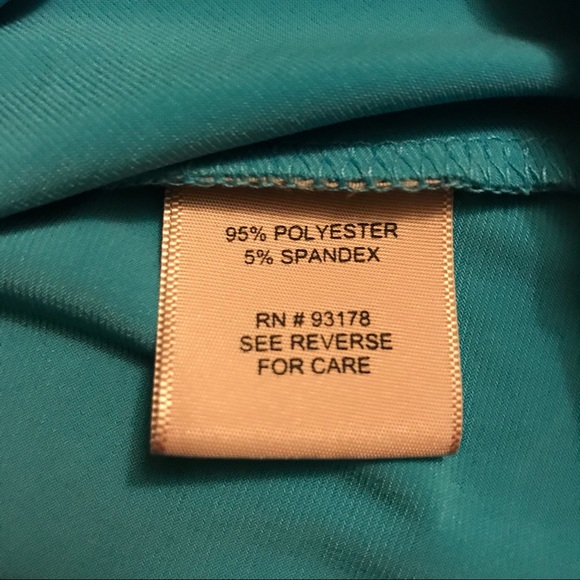 95% POLYESTER
5% SPANDEX
RN # 93178
SEE REVERSE
FOR CARE